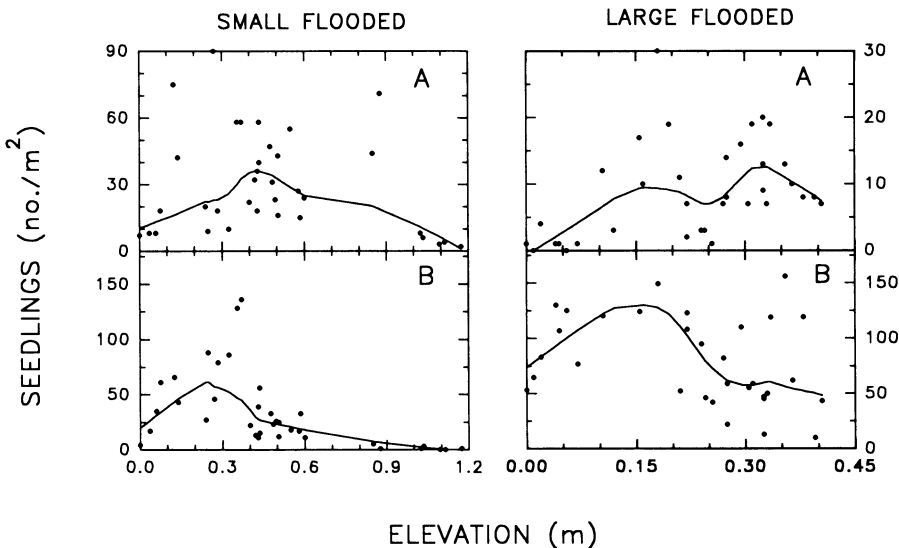 SMALL FLOODED
LARGE FLOODED
SEEDLINGS (no./m²)
90
60
30
0
A
30
20
10
0
A
150
100
50
0
B
150
100
50
0
B
0.0 0.3 0.6 0.9 1.2
0.00 0.15 0.30 0.45
ELEVATION (m)